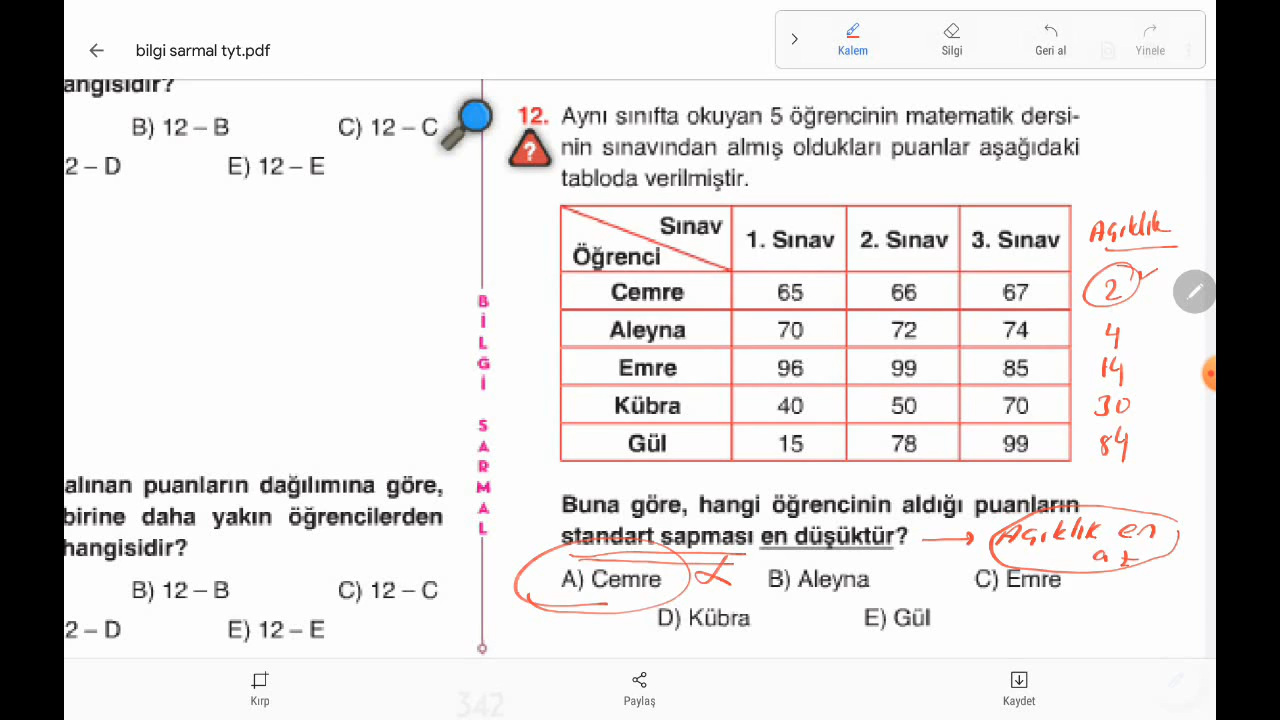 bilgi sarmal tyt.pdf
Kalem
Silgi
Geri al
Yinele
angisidir?
B) 12 – B
C) 12 – C
2 – D
E) 12 – E
alınan puanların dağılımına göre,
birine daha yakın öğrencilerden
hangisidir?
B) 12 – B
C) 12 – C
2 – D
E) 12 – E
BİLGİ SARMAL
12. Aynı sınıfta okuyan 5 öğrencinin matematik dersi-
nin sınavından almış oldukları puanlar aşağıdaki
tabloda verilmiştir.
Sınav
Öğrenci
1. Sınav 2. Sınav 3. Sınav Açıklık
Cemre 65 66 67 2
Aleyna 70 72 74 4
Emre 96 99 85 14
Kübra 40 50 70 30
Gül 15 78 99 84
Buna göre, hangi öğrencinin aldığı puanların
standart sapması en düşüktür? Açıklık en
az
A) Cemre B) Aleyna C) Emre
D) Kübra E) Gül
342
Kırp
Paylaş
Kaydet